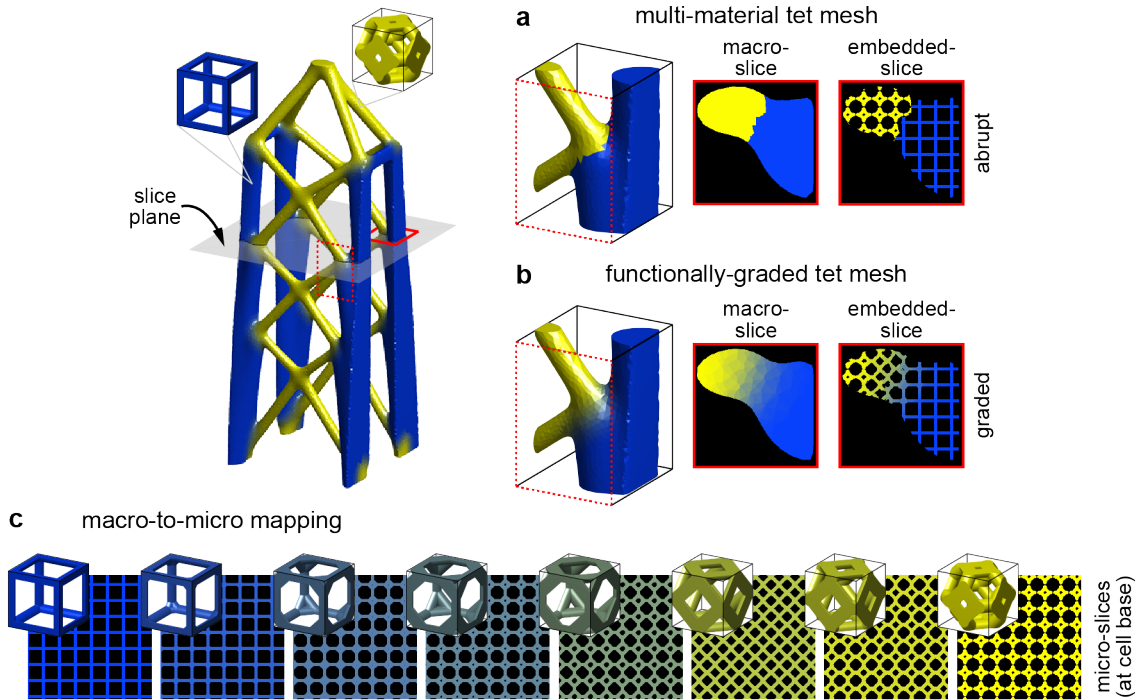 a
multi-material tet mesh
macro-
slice
embedded-
slice
abrupt
slice
plane
b
functionally-graded tet mesh
macro-
slice
embedded-
slice
graded
c
macro-to-micro mapping
micro-slices
(at cell base)